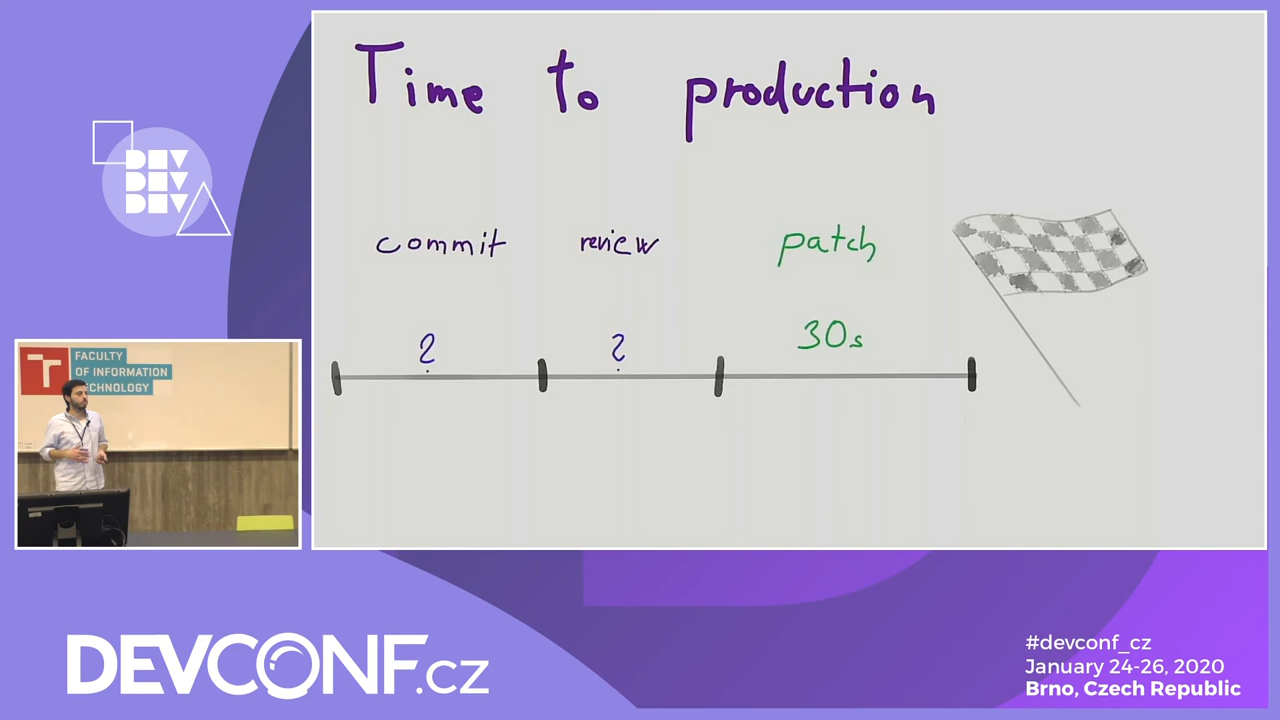 Time to production
commit review patch
? ? 30s
DEV
DEV
DEV
T FACULTY
OF INFORMATION
TECHNOLOGY
DEVCONF.cz
#devconf_cz
January 24-26, 2020
Brno, Czech Republic